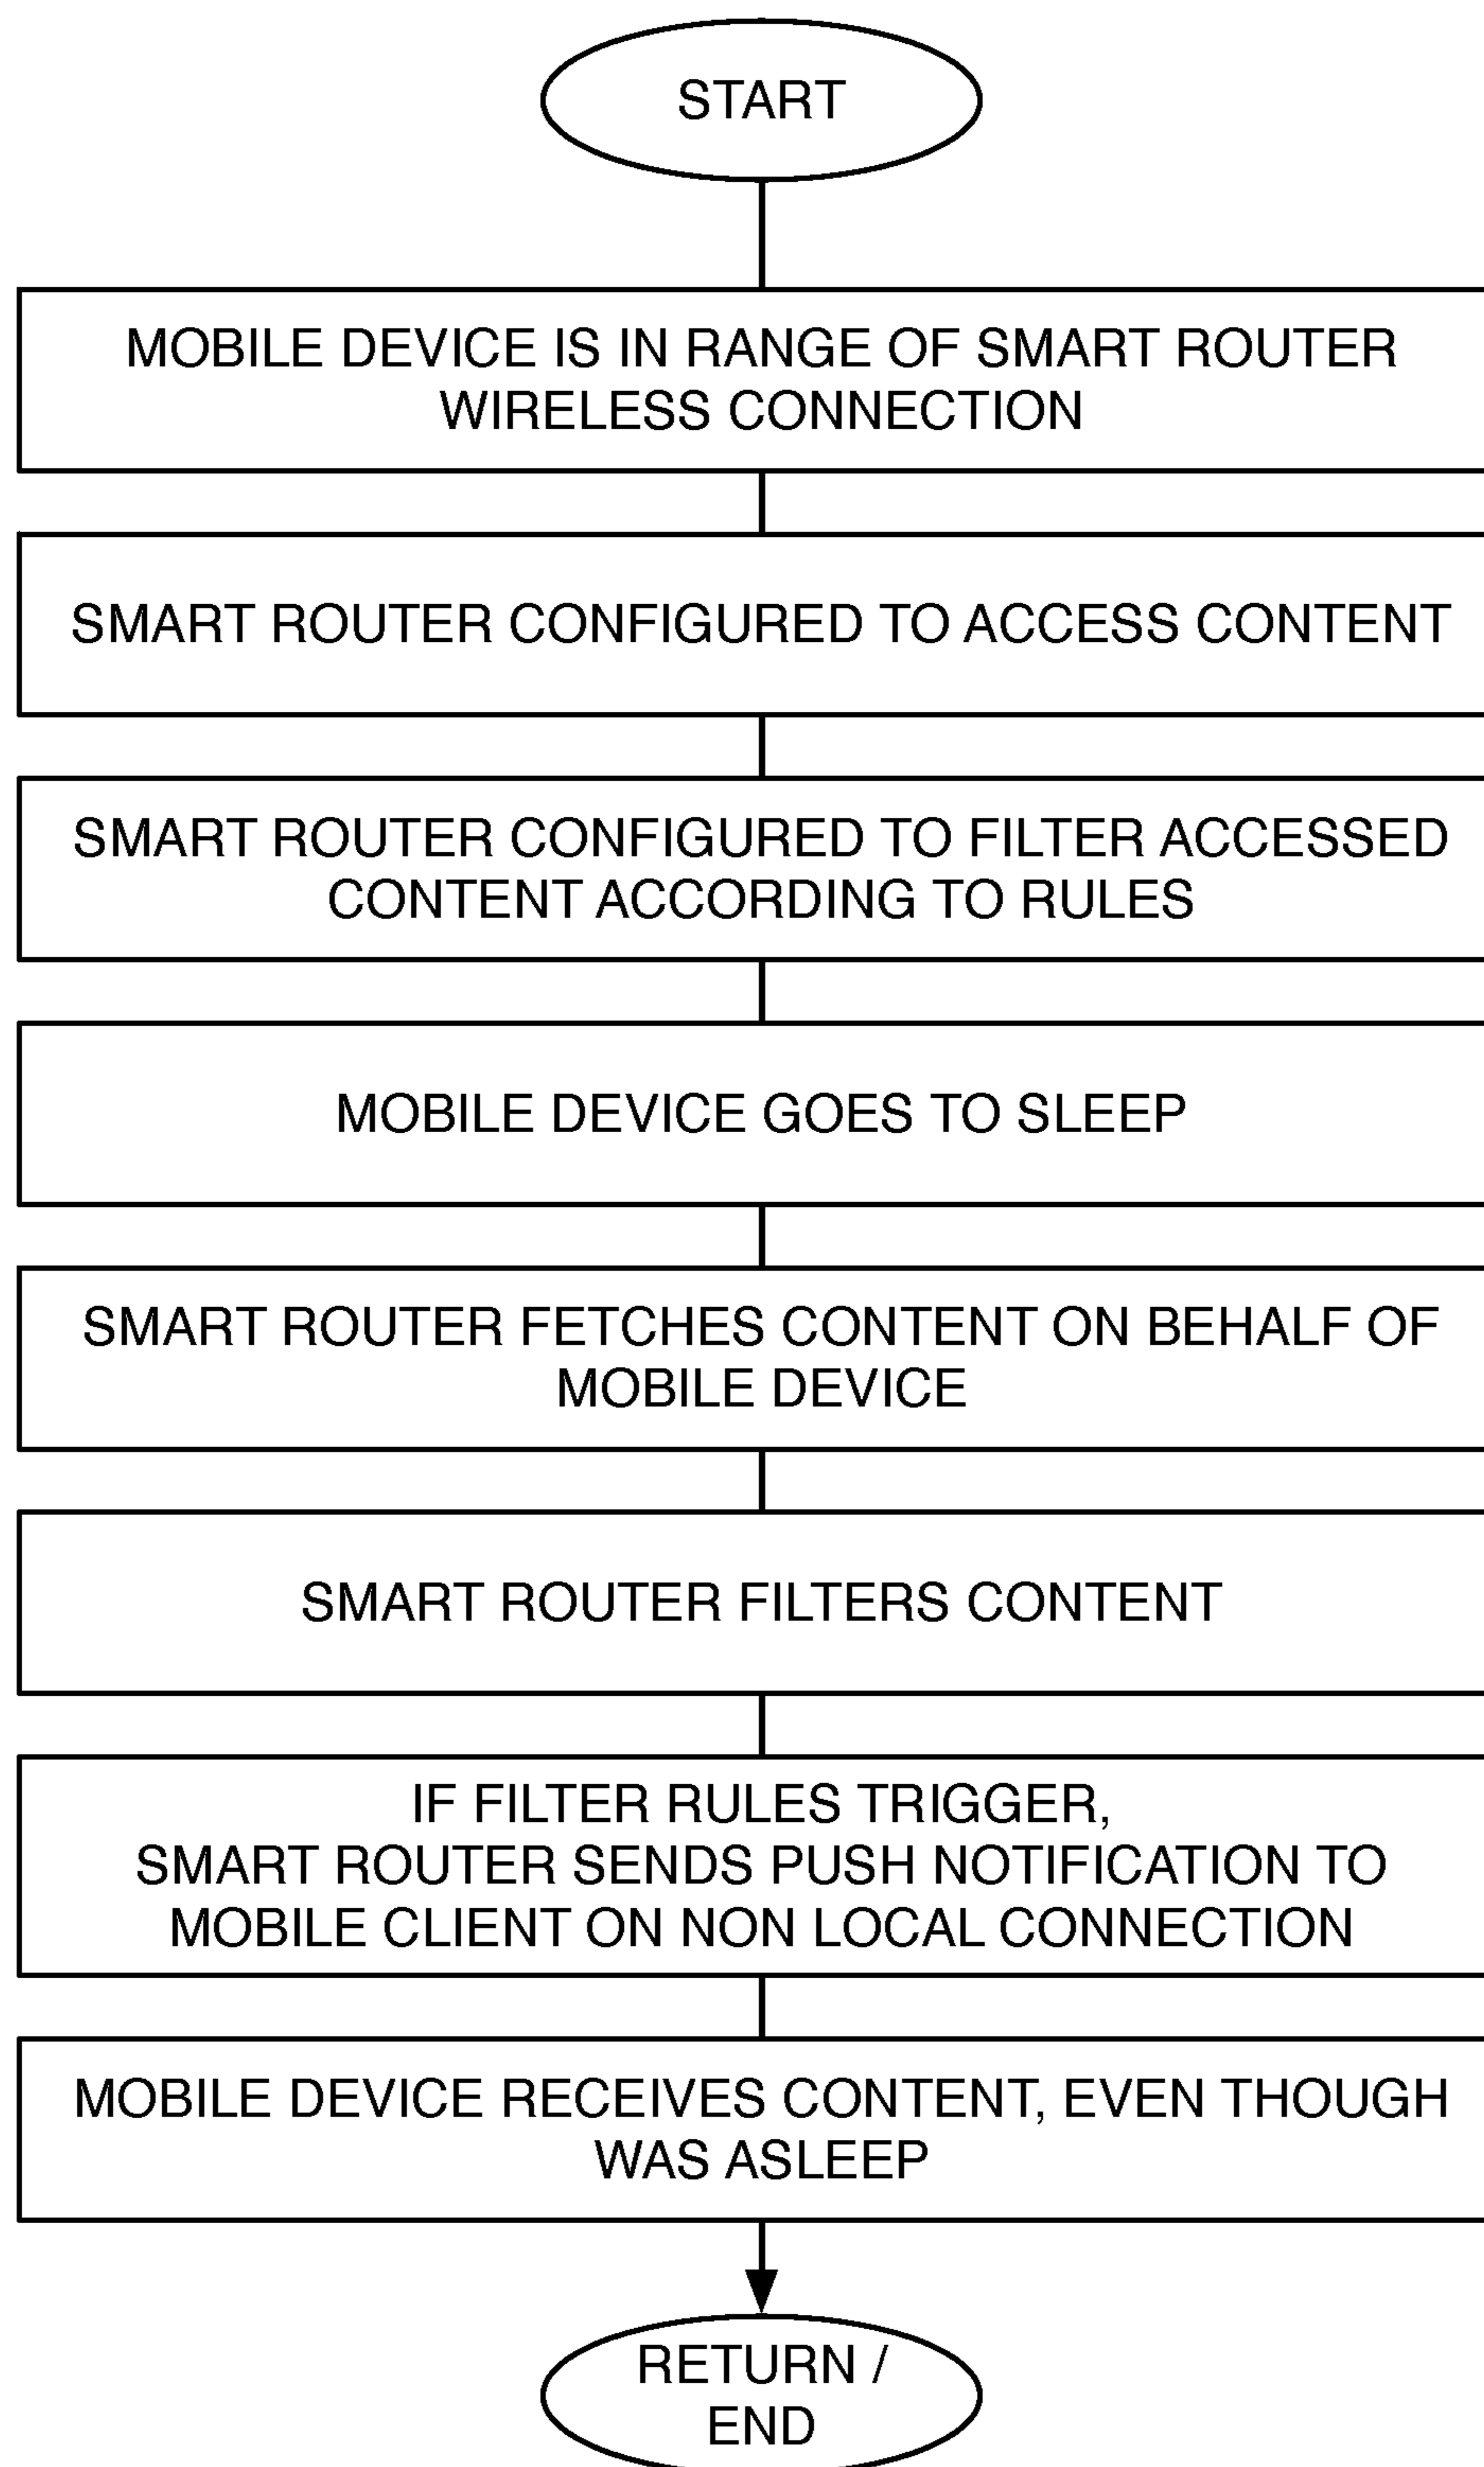 START
MOBILE DEVICE IS IN RANGE OF SMART ROUTER
WIRELESS CONNECTION
SMART ROUTER CONFIGURED TO ACCESS CONTENT
SMART ROUTER CONFIGURED TO FILTER ACCESSED
CONTENT ACCORDING TO RULES
MOBILE DEVICE GOES TO SLEEP
SMART ROUTER FETCHES CONTENT ON BEHALF OF
MOBILE DEVICE
SMART ROUTER FILTERS CONTENT
IF FILTER RULES TRIGGER,
SMART ROUTER SENDS PUSH NOTIFICATION TO
MOBILE CLIENT ON NON LOCAL CONNECTION
MOBILE DEVICE RECEIVES CONTENT, EVEN THOUGH
WAS ASLEEP
RETURN /
END